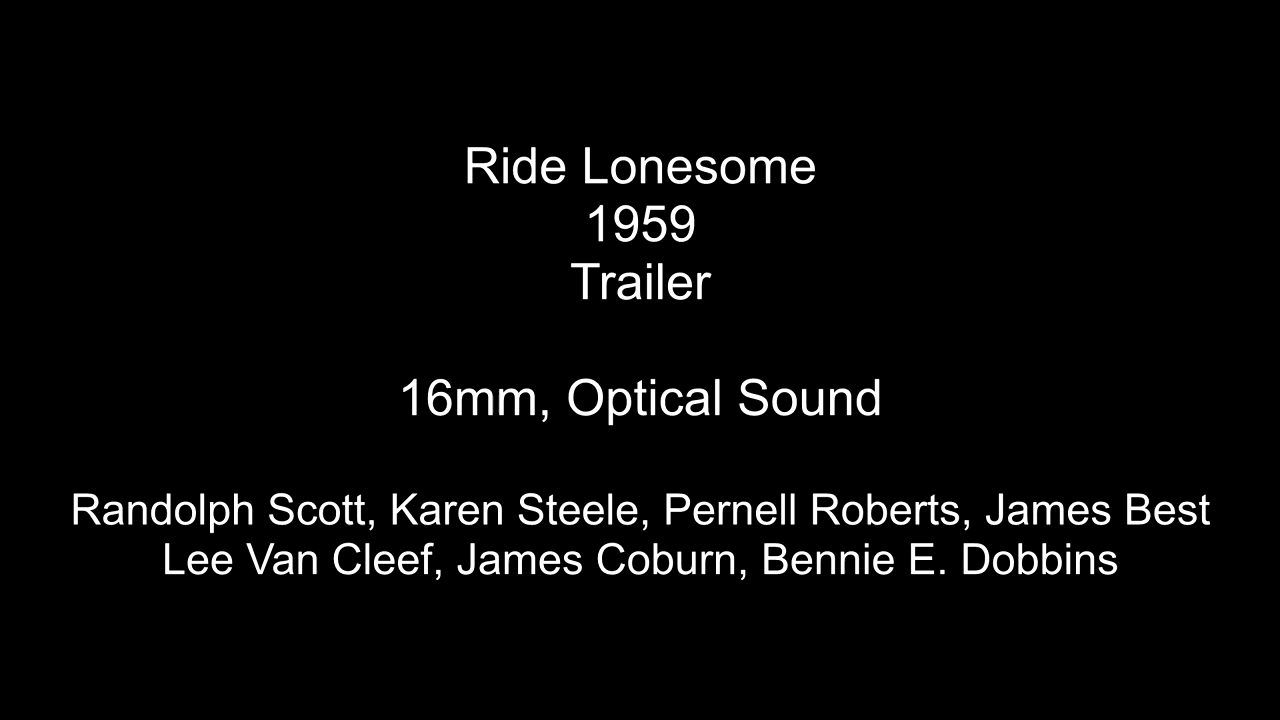 Ride Lonesome
1959
Trailer
16mm, Optical Sound
Randolph Scott, Karen Steele, Pernell Roberts, James Best
Lee Van Cleef, James Coburn, Bennie E. Dobbins